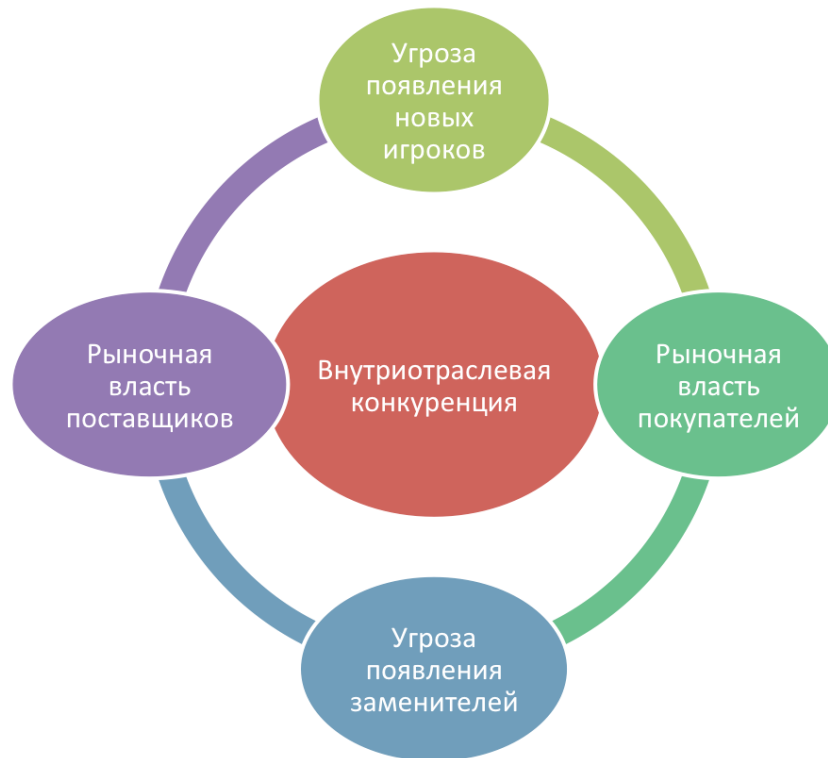 Угроза
появления
новых
игроков
Рыночная
власть
поставщиков
Внутриотраслевая
конкуренция
Рыночная
власть
покупателей
Угроза
появления
заменителей